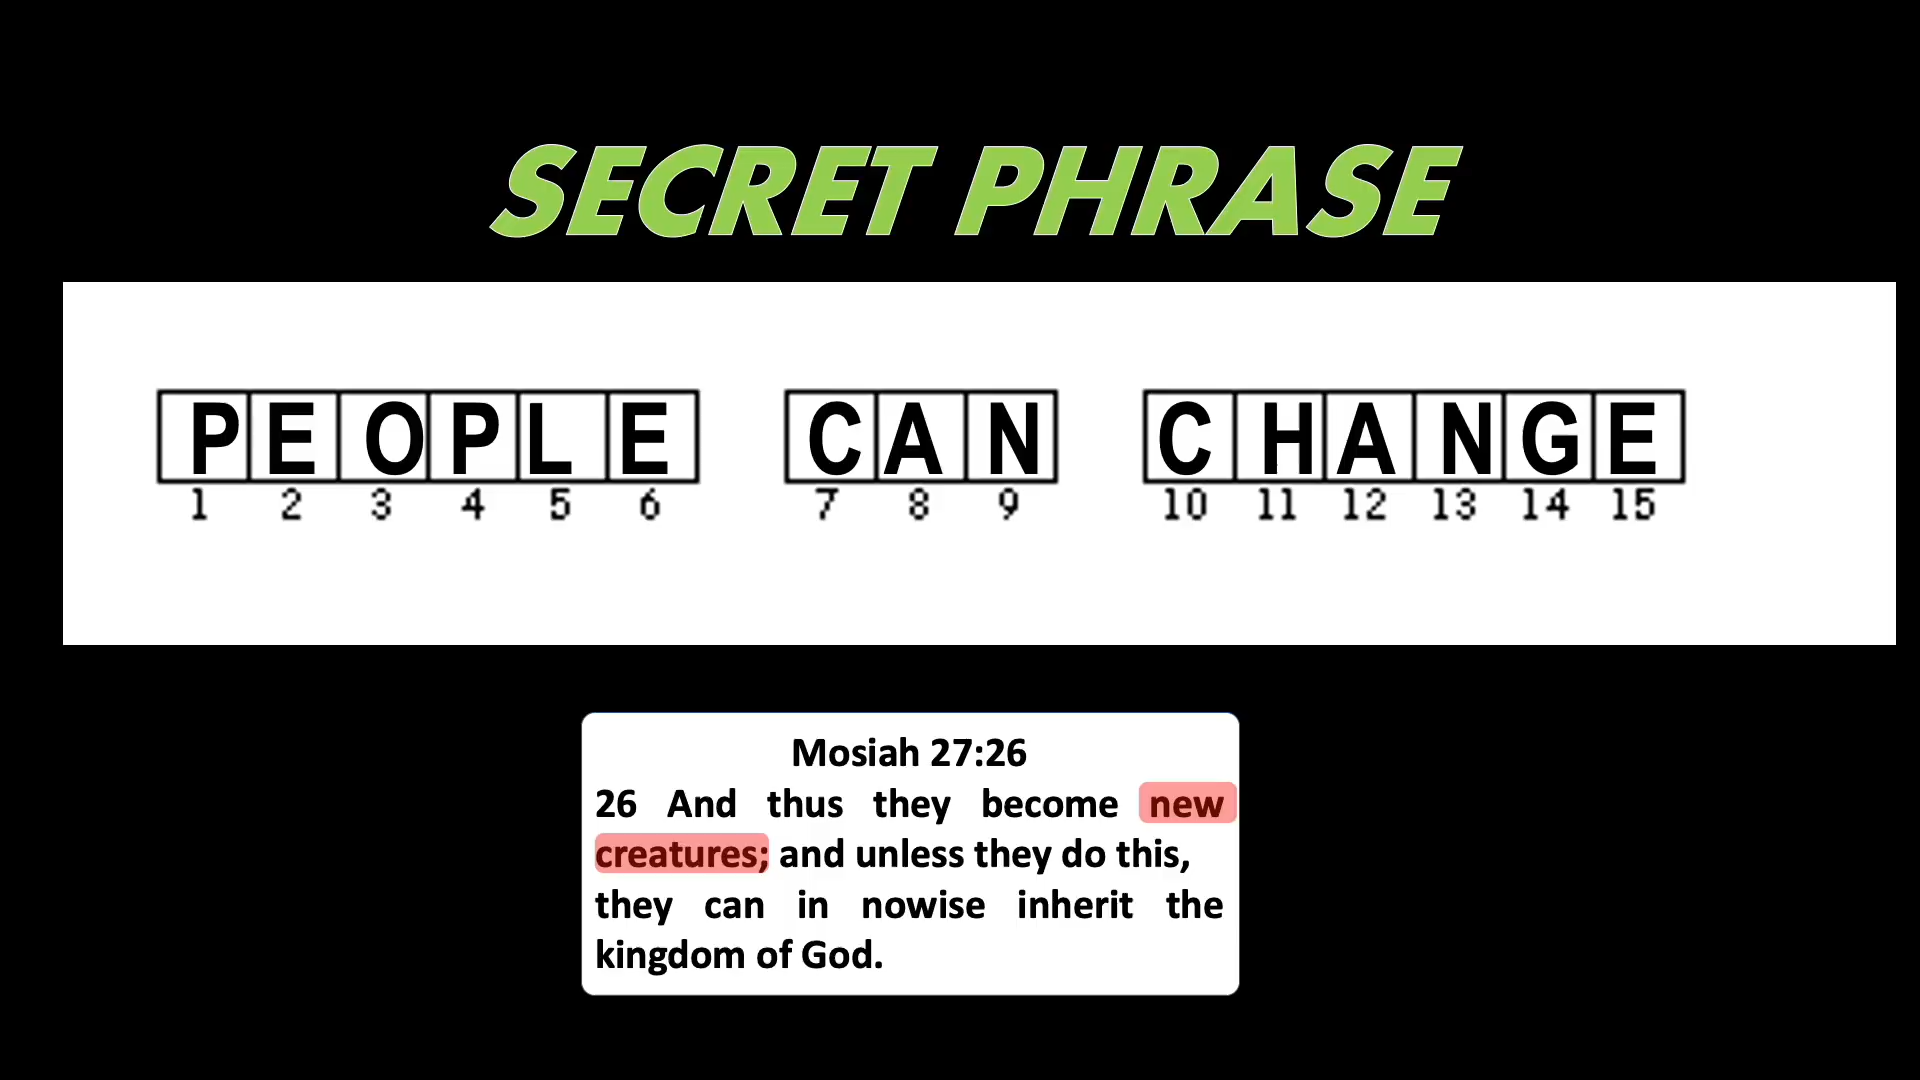 SECRET PHRASE
PEOPLE CAN CHANGE
1 2 3 4 5 6 7 8 9 10 11 12 13 14 15
Mosiah 27:26
26 And thus they become new
creatures; and unless they do this,
they can in nowise inherit the
kingdom of God.